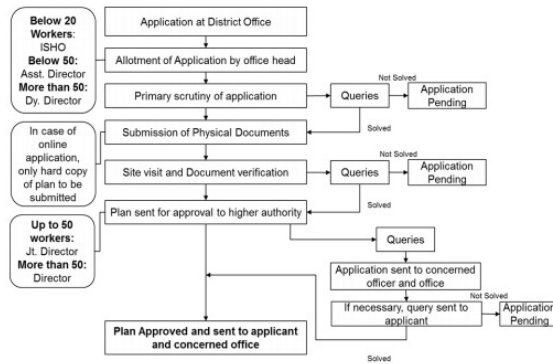 Below 20
Workers:
ISHO
Below 50:
Asst. Director
More than 50:
Dy. Director
Application at District Office
Allotment of Application by office head
Primary scrutiny of application
Queries
Not Solved
Application
Pending
Solved
In case of
online
application,
only hard copy
of plan to be
submitted
Submission of Physical Documents
Site visit and Document verification
Queries
Not Solved
Application
Pending
Solved
Up to 50
workers:
Jt. Director
More than 50:
Director
Plan sent for approval to higher authority
Queries
Application sent to concerned
officer and office
If necessary, query sent to
applicant
Not Solved
Application
Pending
Solved
Plan Approved and sent to applicant
and concerned office